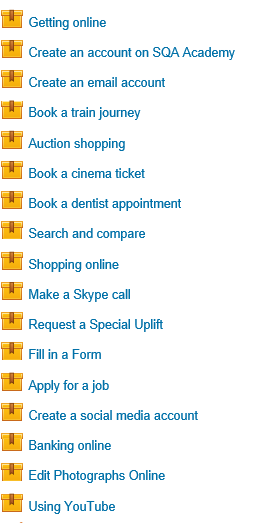 Getting online
Create an account on SQA Academy
Create an email account
Book a train journey
Auction shopping
Book a cinema ticket
Book a dentist appointment
Search and compare
Shopping online
Make a Skype call
Request a Special Uplift
Fill in a Form
Apply for a job
Create a social media account
Banking online
Edit Photographs Online
Using YouTube